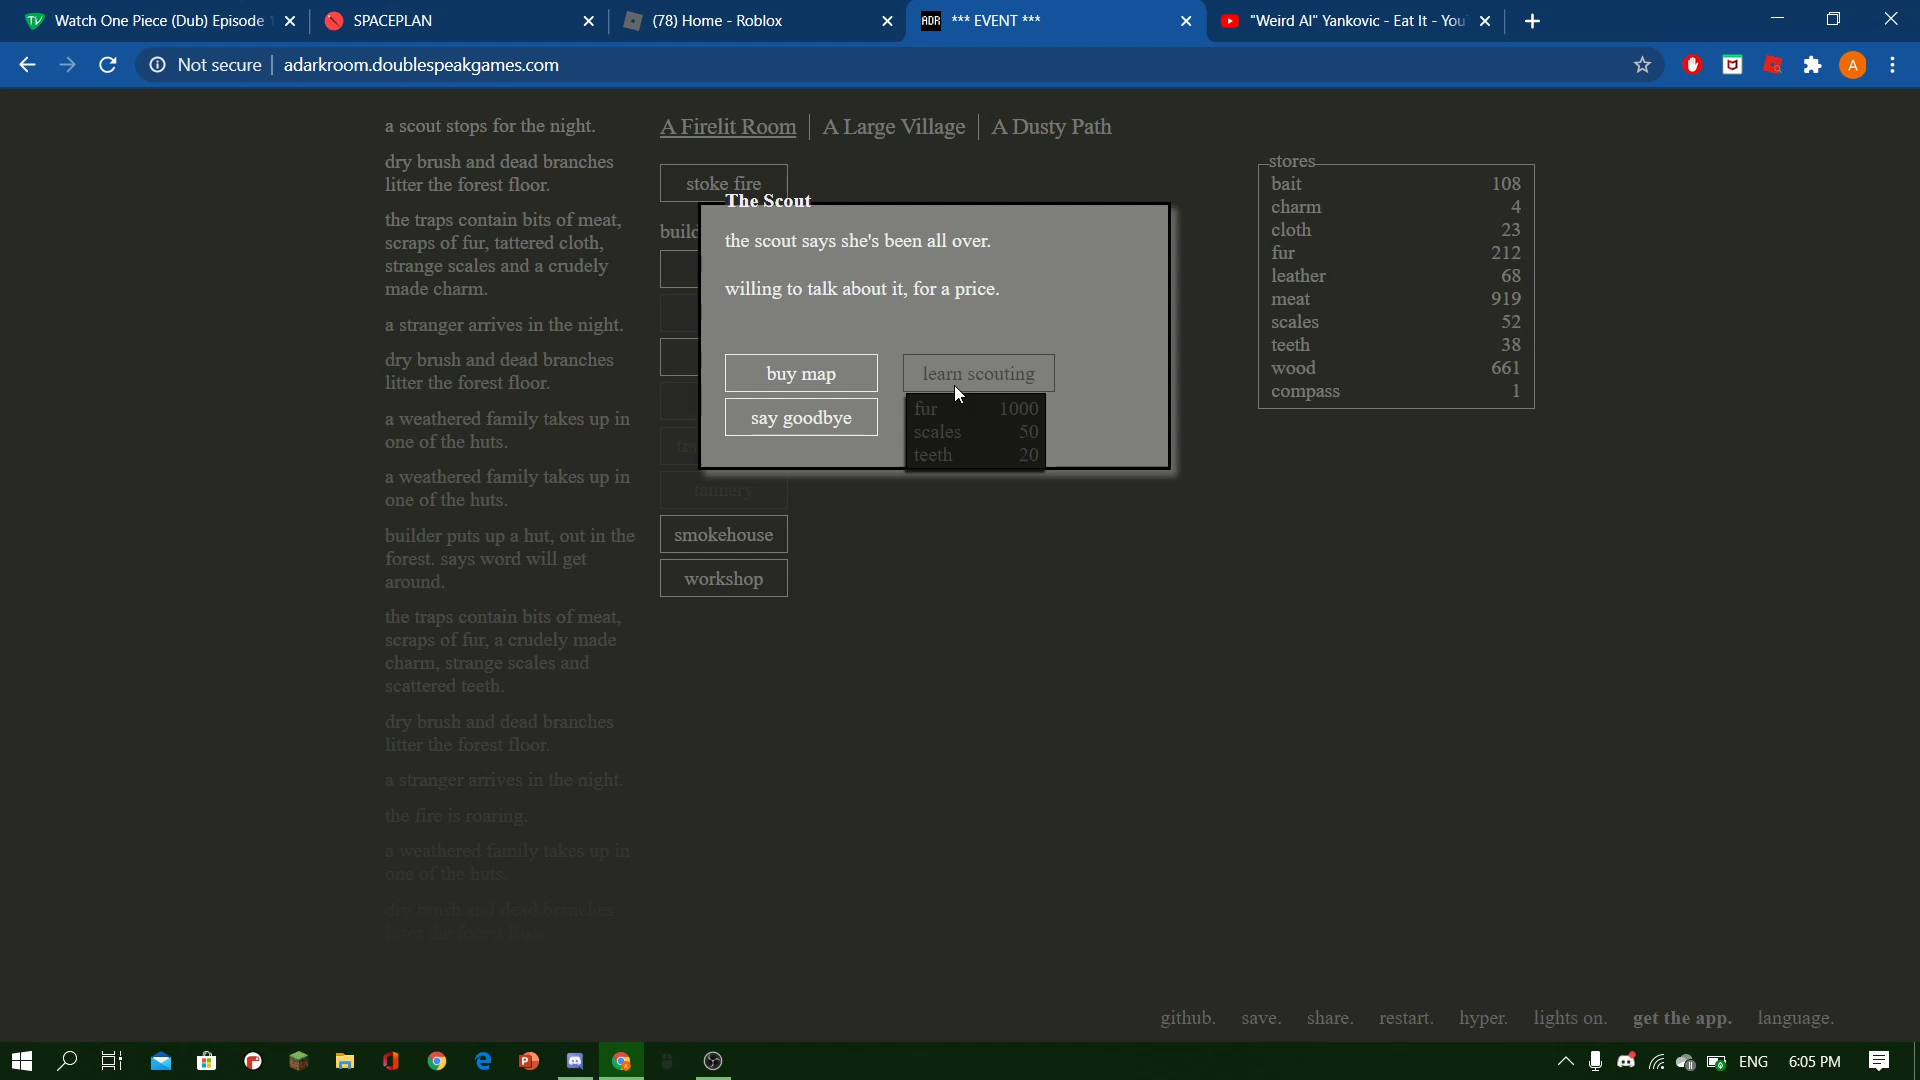 Watch One Piece (Dub) Episode
SPACEPLAN
(78) Home - Roblox
ADR
*** EVENT ***
"Weird Al" Yankovic - Eat It - You
Not secure
adarkroom.doublespeakgames.com
A
a scout stops for the night.
dry brush and dead branches
litter the forest floor.
the traps contain bits of meat,
scraps of fur, tattered cloth,
strange scales and a crudely
made charm.
a stranger arrives in the night.
dry brush and dead branches
litter the forest floor.
a weathered family takes up in
one of the huts.
a weathered family takes up in
one of the huts.
builder puts up a hut, out in the
forest. says word will get
around.
the traps contain bits of meat,
scraps of fur, a crudely made
charm, strange scales and
scattered teeth.
dry brush and dead branches
litter the forest floor.
a stranger arrives in the night.
the fire is roaring.
a weathered family takes up in
one of the huts.
dry brush and dead branches
litter the forest floor.
A Firelit Room
A Large Village
A Dusty Path
stoke fire
The Scout
the scout says she's been all over.
willing to talk about it, for a price.
buy map
learn scouting
say goodbye
fur 1000
scales 50
teeth 20
tannery
smokehouse
workshop
stores
bait 108
charm 4
cloth 23
fur 212
leather 68
meat 919
scales 52
teeth 38
wood 661
compass 1
github. save. share. restart. hyper. lights on. get the app. language.
ENG
6:05 PM